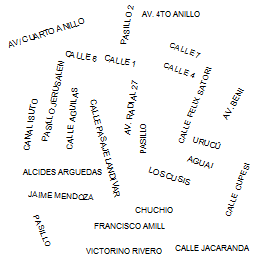 AV. 4TO ANILLO
PASILLO 2
AV. CUARTO ANILLO
CALLE 7
CALLE 6
CALLE 1
CALLE 4
PASILLO JERUSALEN
CALLE AGUILAS
CALLE FELIX SATORI
AV. RADIAL 27
AV. BENI
CANAL ISUTO
CALLE PASAJE LANDIVAR
PASILLO
URUCÚ
AGUAI
ALCIDES ARGUEDAS
LOS CUSIS
CALLE CUPESI
JAIME MENDOZA
CHUCHIO
PASILLO
FRANCISCO AMILL
VICTORINO RIVERO
CALLE JACARANDA